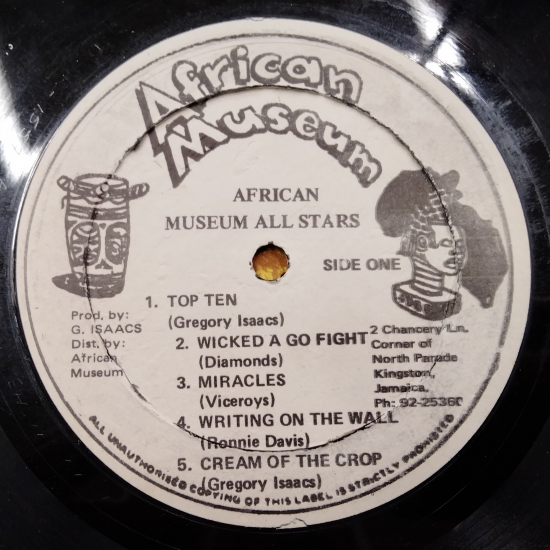 African
Museum
AFRICAN
MUSEUM ALL STARS
SIDE ONE
Prod, by:
G. ISAACS
Dist, by:
African
Museum
1. TOP TEN
(Gregory Isaacs)
2. WICKED A GO FIGHT
(Diamonds)
3. MIRACLES
(Viceroys)
4. WRITING ON THE WALL
(Ronnie Davis)
5. CREAM OF THE CROP
(Gregory Isaacs)
2 Chancery Ln.
Corner of
North Parade
Kingston,
Jamaica.
Ph: 92-25360
ALL UNAUTHORISED COPYING OF THIS LABEL IS STRICTLY PROHIBITED